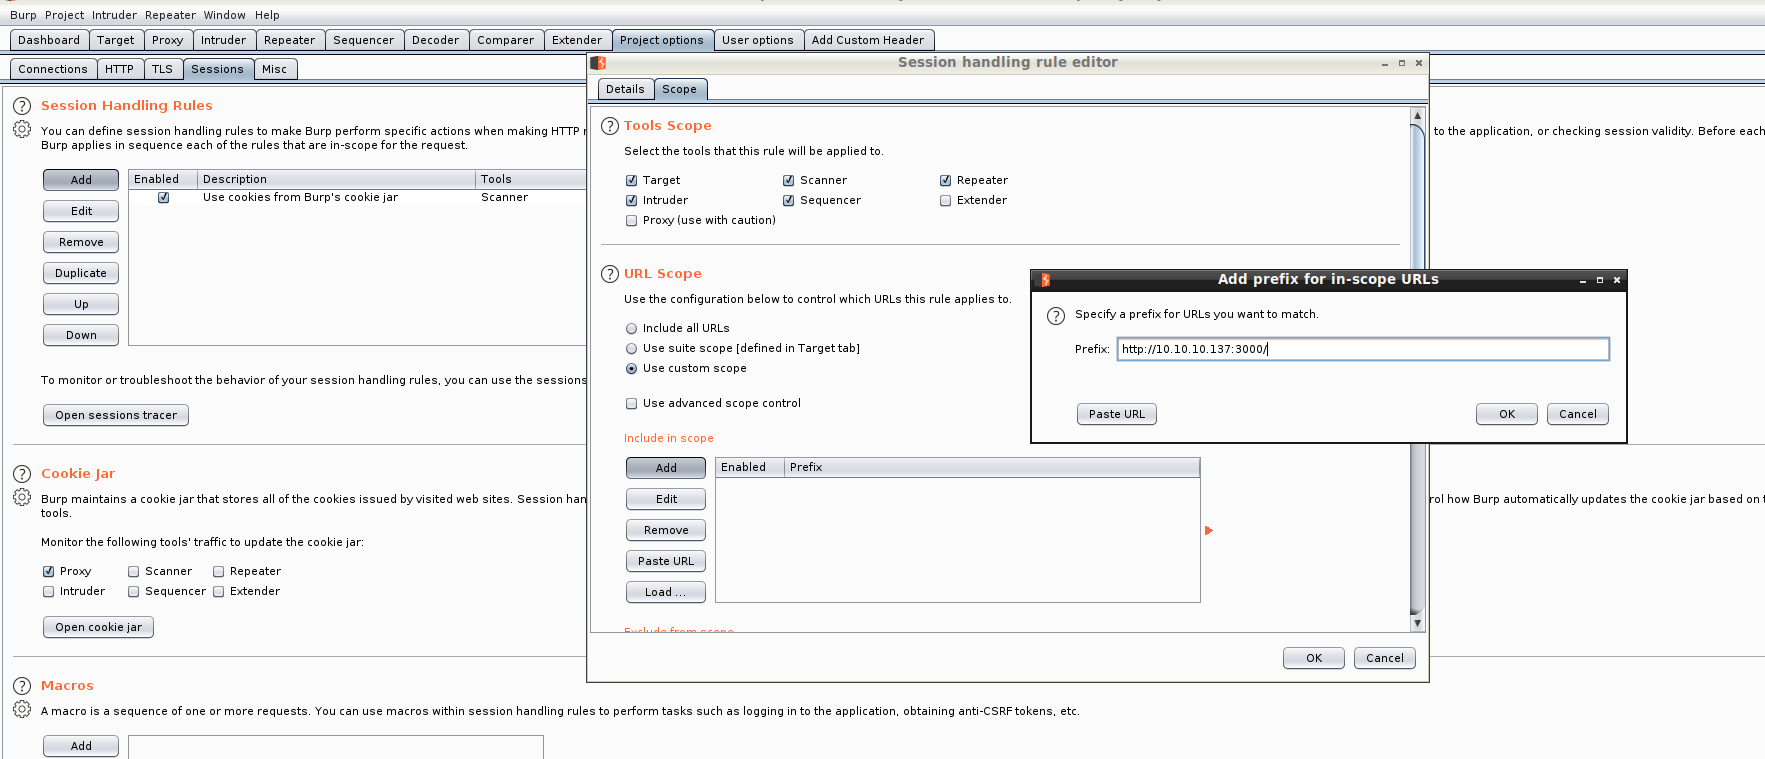 Burp Project Intruder Repeater Window Help
Dashboard Target Proxy Intruder Repeater Sequencer Decoder Comparer Extender Project options User options Add Custom Header
Connections HTTP TLS Sessions Misc
Session Handling Rules
You can define session handling rules to make Burp perform specific actions when making HTTP
to the application, or checking session validity. Before each
Burp applies in sequence each of the rules that are in-scope for the request.
Add
Edit
Remove
Duplicate
Up
Down
Enabled Description Tools
Use cookies from Burp's cookie jar Scanner
To monitor or troubleshoot the behavior of your session handling rules, you can use the sessions
Open sessions tracer
Cookie Jar
Burp maintains a cookie jar that stores all of the cookies issued by visited web sites. Session han
rol how Burp automatically updates the cookie jar based on
tools.
Monitor the following tools' traffic to update the cookie jar:
Proxy Scanner Repeater
Intruder Sequencer Extender
Open cookie jar
Macros
A macro is a sequence of one or more requests. You can use macros within session handling rules to perform tasks such as logging in to the application, obtaining anti-CSRF tokens, etc.
Add
Session handling rule editor
Details Scope
Tools Scope
Select the tools that this rule will be applied to.
Target Scanner Repeater
Intruder Sequencer Extender
Proxy (use with caution)
URL Scope
Use the configuration below to control which URLs this rule applies to.
Include all URLs
Use suite scope [defined in Target tab]
Use custom scope
Use advanced scope control
Include in scope
Add
Edit
Remove
Paste URL
Load ...
Enabled Prefix
Exclude from scope
OK Cancel
Add prefix for in-scope URLs
Specify a prefix for URLs you want to match.
Prefix: http://10.10.10.137:3000/
Paste URL OK Cancel